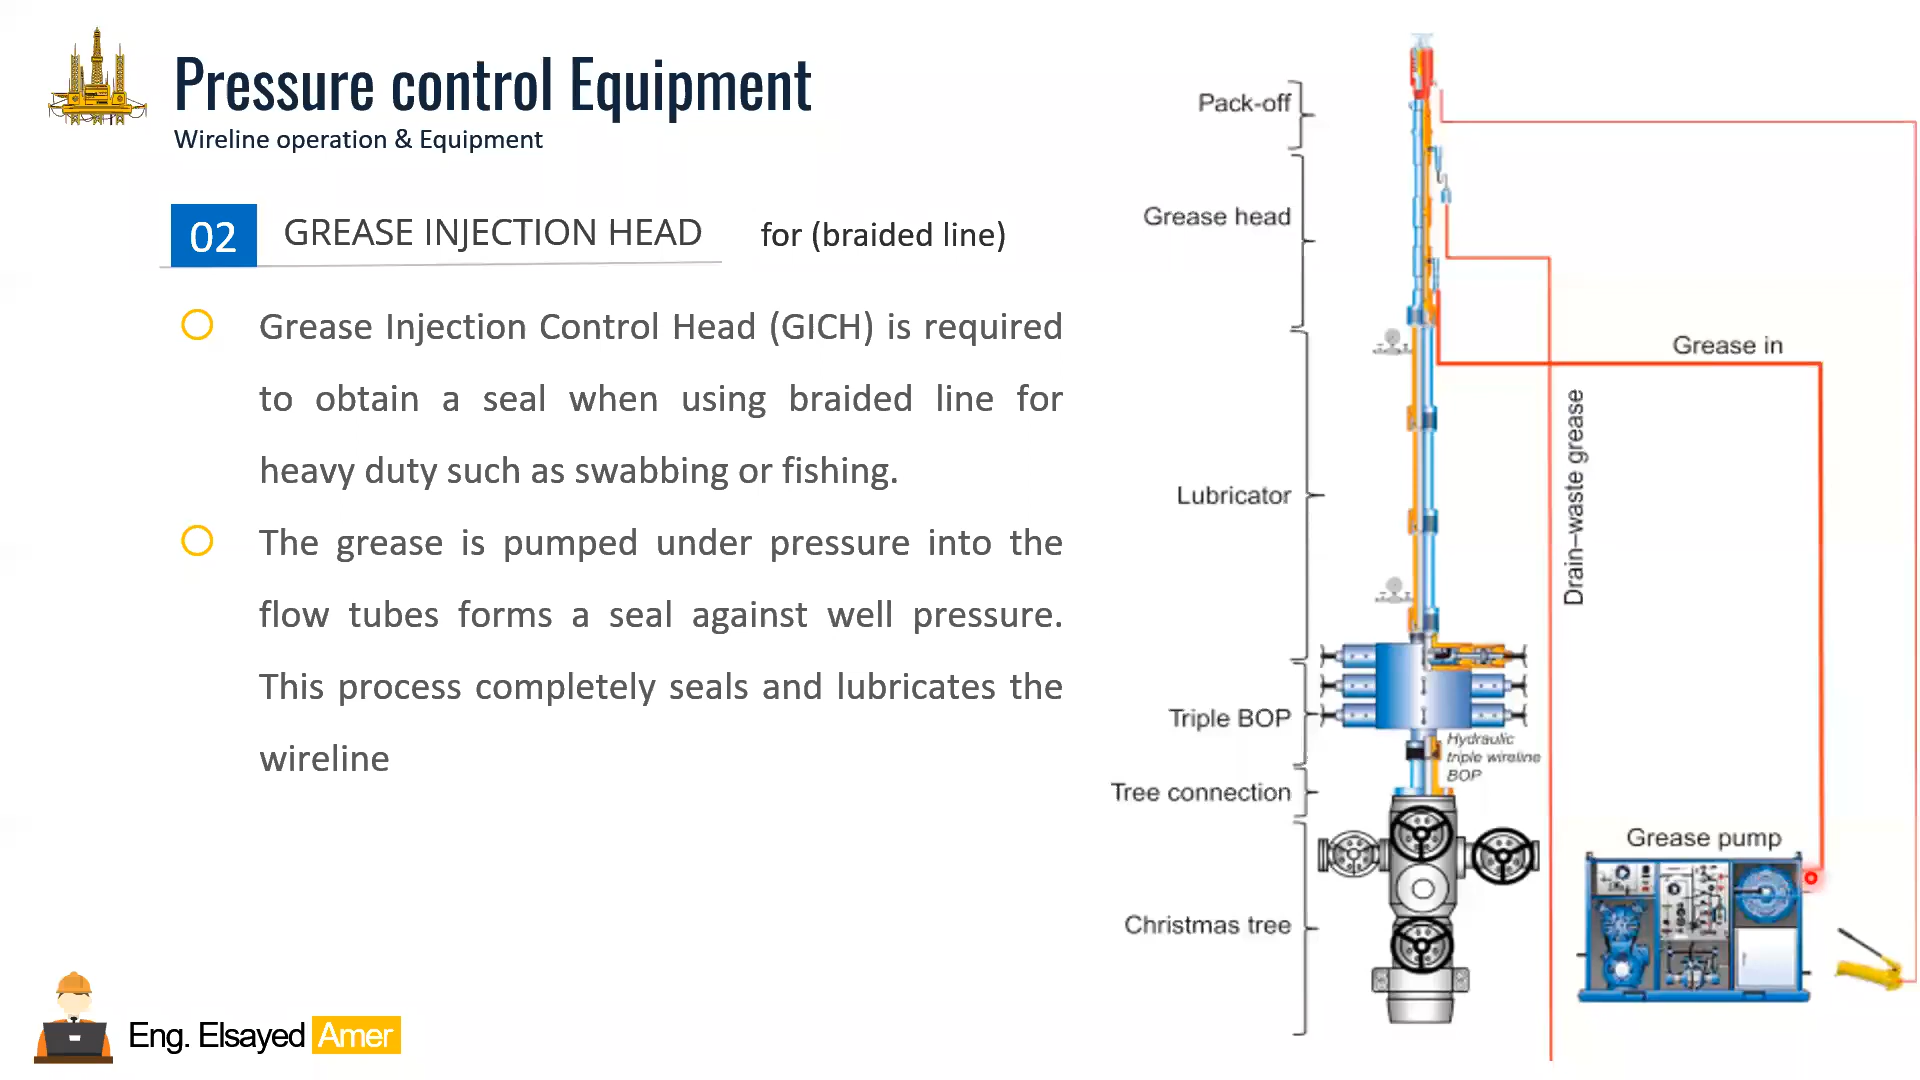 Pressure control Equipment
Wireline operation & Equipment
02
GREASE INJECTION HEAD
for (braided line)
Grease Injection Control Head (GICH) is required
to obtain a seal when using braided line for
heavy duty such as swabbing or fishing.
The grease is pumped under pressure into the
flow tubes forms a seal against well pressure.
This process completely seals and lubricates the
wireline
Pack-off
Grease head
Lubricator
Triple BOP
Tree connection
Christmas tree
Hydraulic
triple wireline
BOP
Grease in
Drain–waste grease
Grease pump
Eng. Elsayed Amer